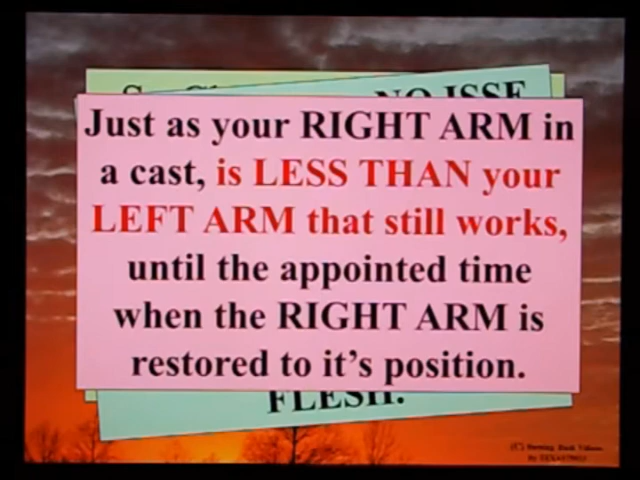 NO ISSE
Just as your RIGHT ARM in
a cast, is LESS THAN your
LEFT ARM that still works,
until the appointed time
when the RIGHT ARM is
restored to it's position.
FLESH.